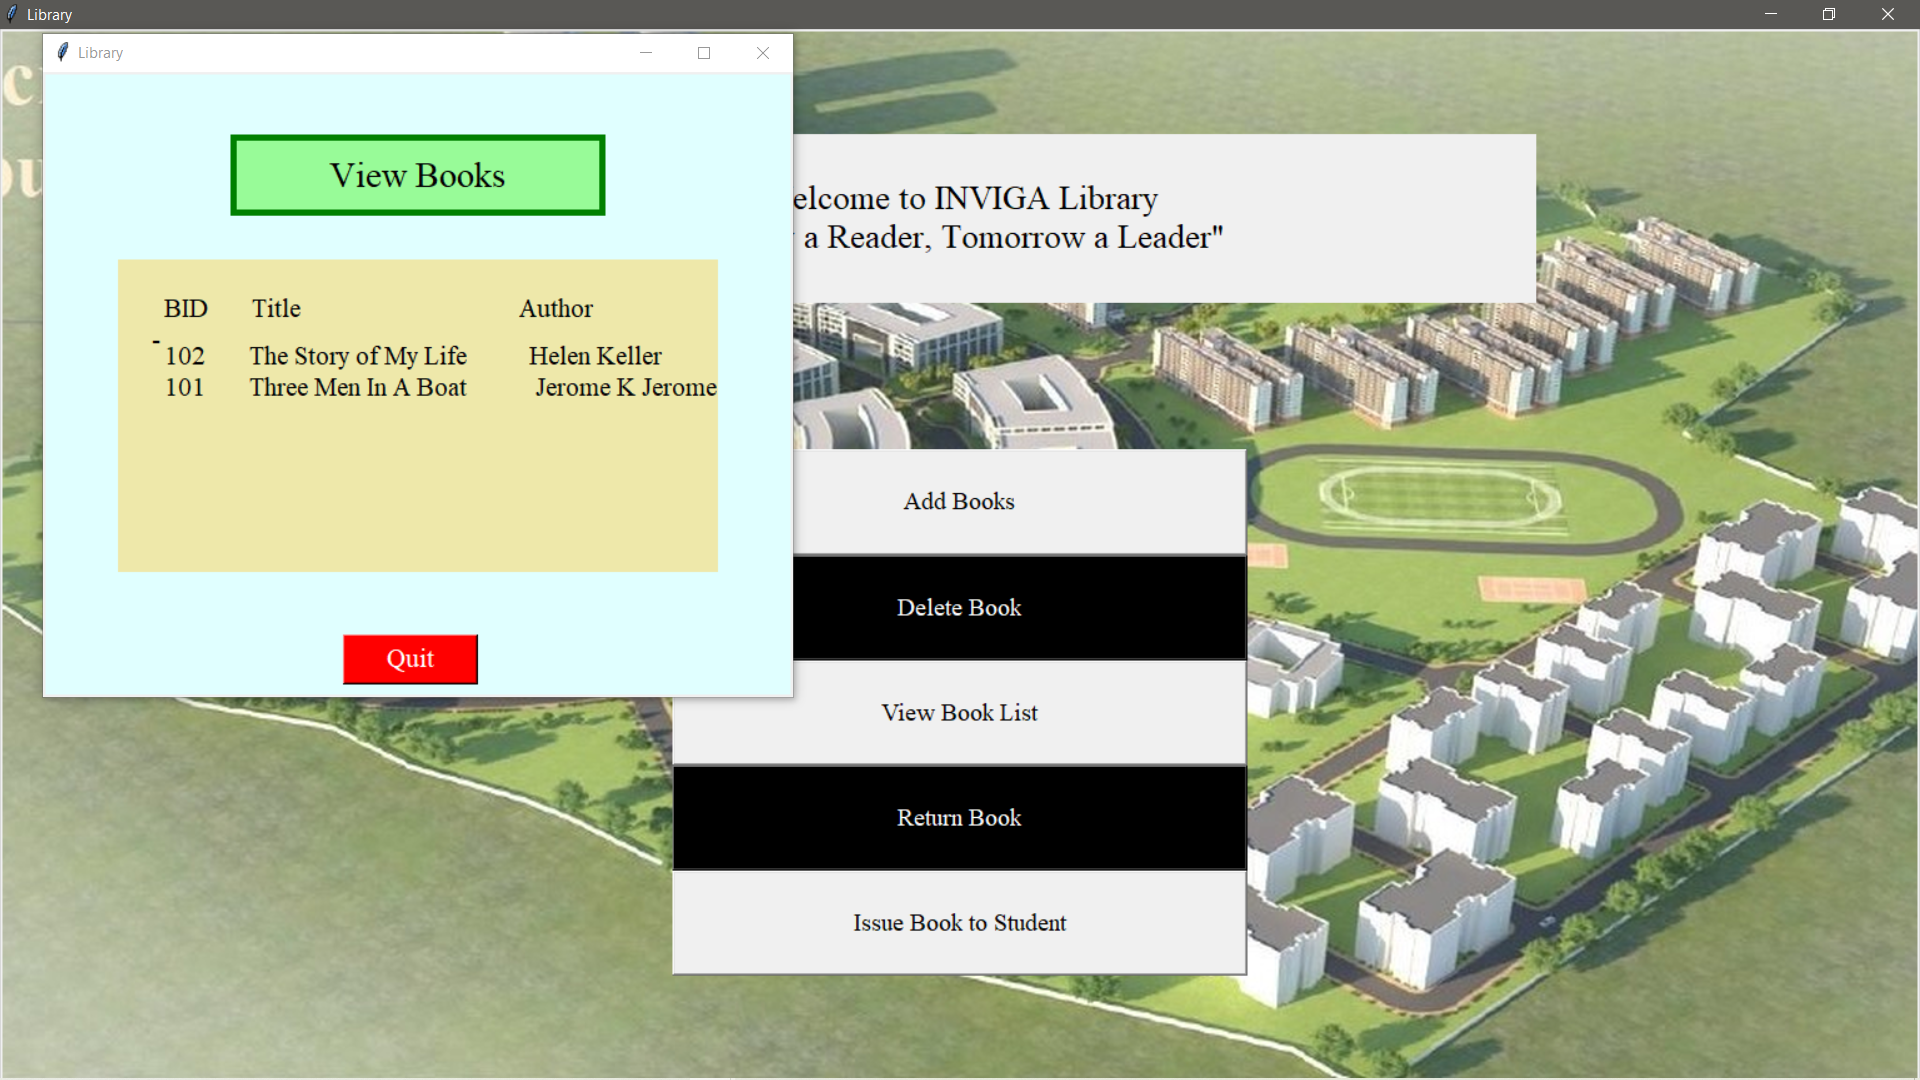 Library
Library
View Books
elcome to INVIGA Library
a Reader, Tomorrow a Leader"
BID Title Author
-
102 The Story of My Life Helen Keller
101 Three Men In A Boat Jerome K Jerome
Quit
Add Books
Delete Book
View Book List
Return Book
Issue Book to Student